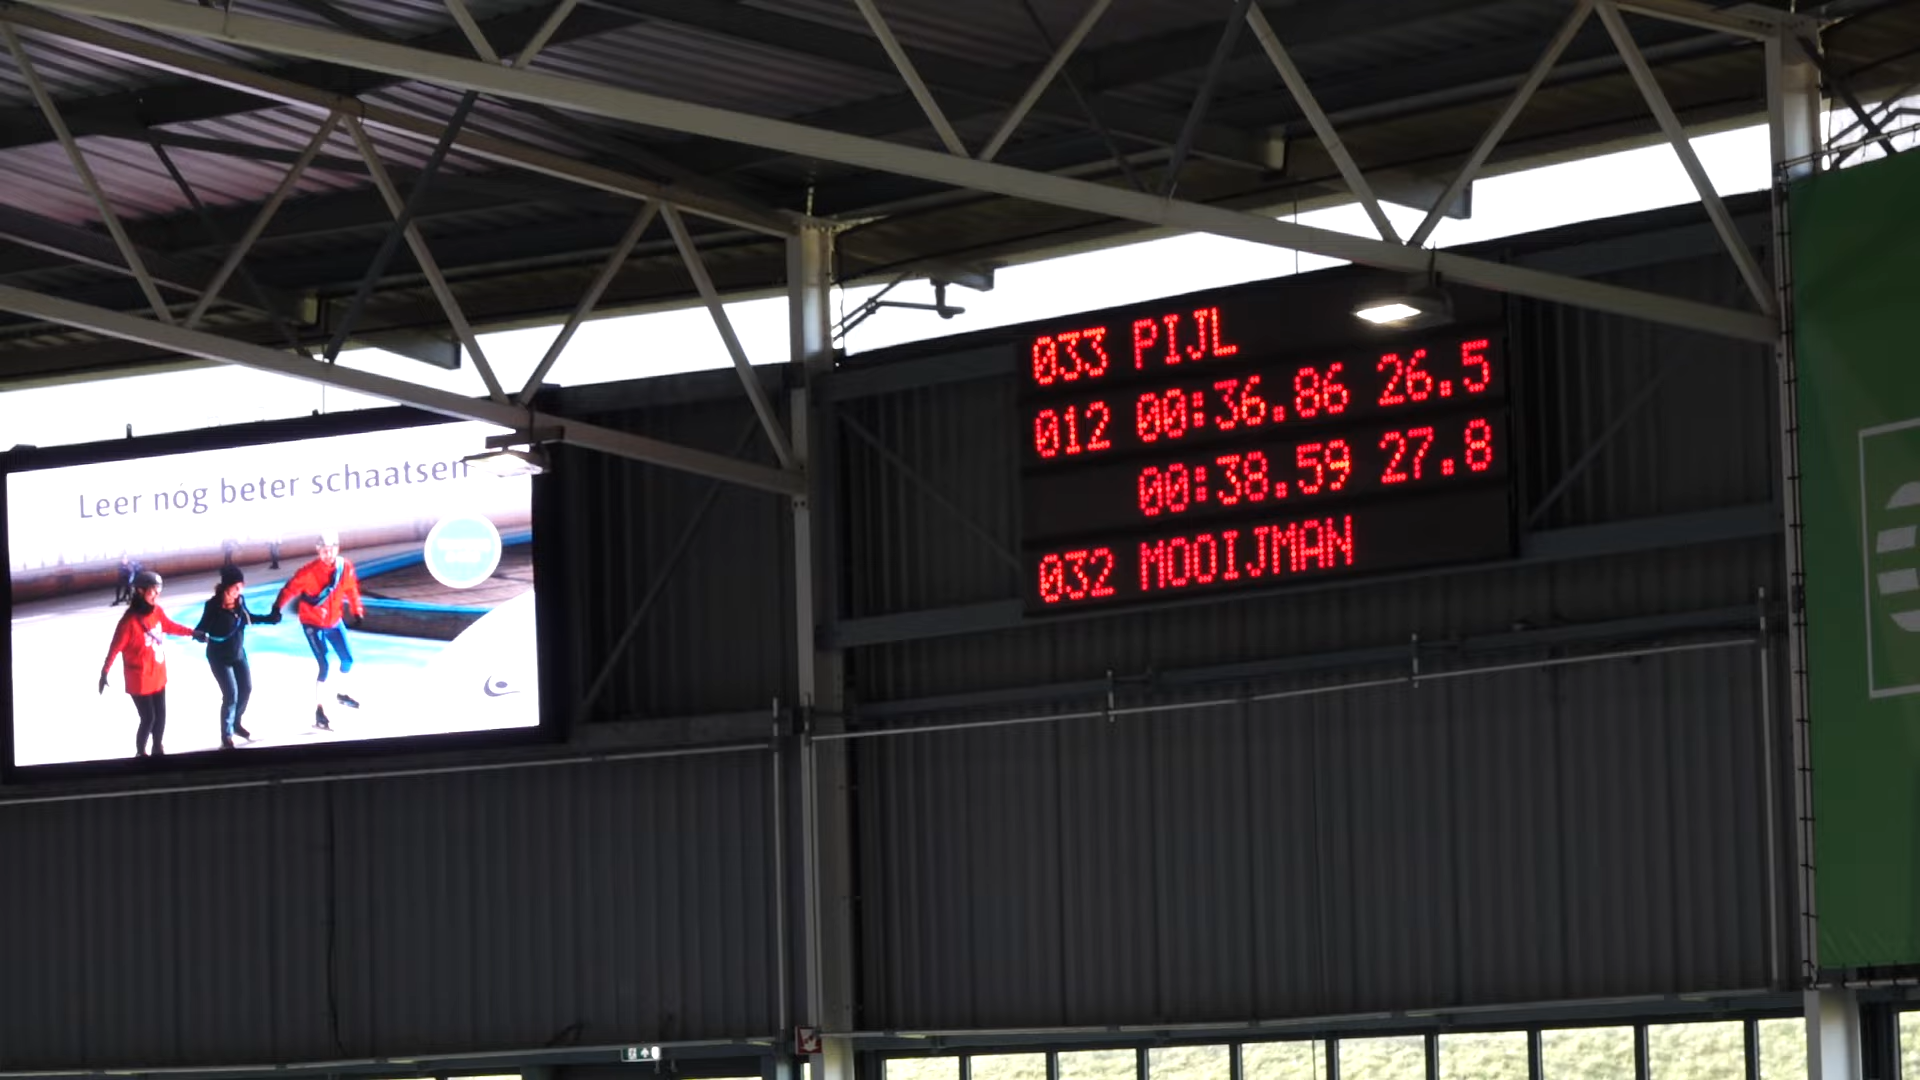 Leer nóg beter schaatsen
033 PIJL
012 00:36.86 26.5
00:38.59 27.8
032 MOOIJMAN